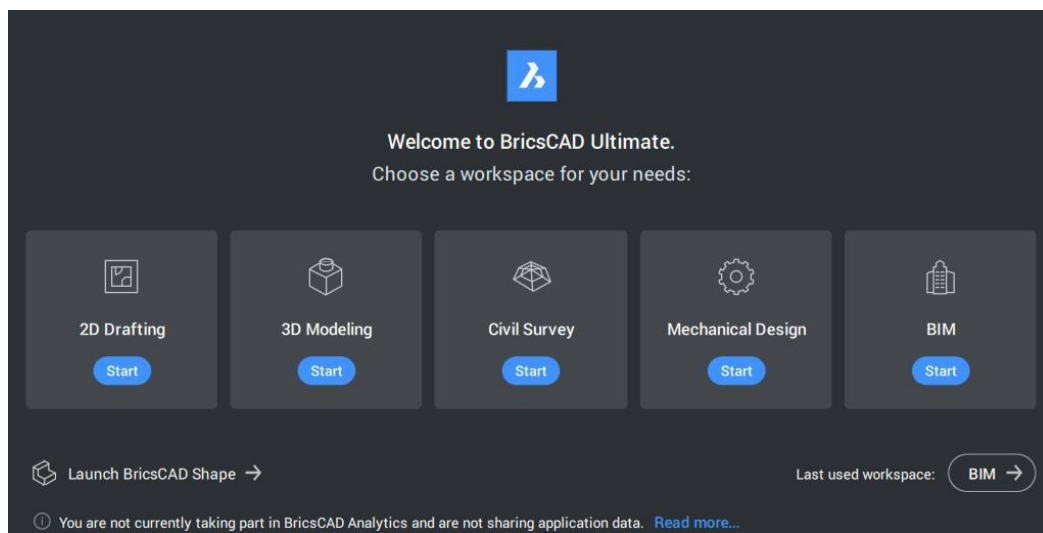 Welcome to BricsCAD Ultimate.
Choose a workspace for your needs:
2D Drafting
Start
3D Modeling
Start
Civil Survey
Start
Mechanical Design
Start
BIM
Start
Launch BricsCAD Shape →
Last used workspace: BIM →
You are not currently taking part in BricsCAD Analytics and are not sharing application data. Read more...